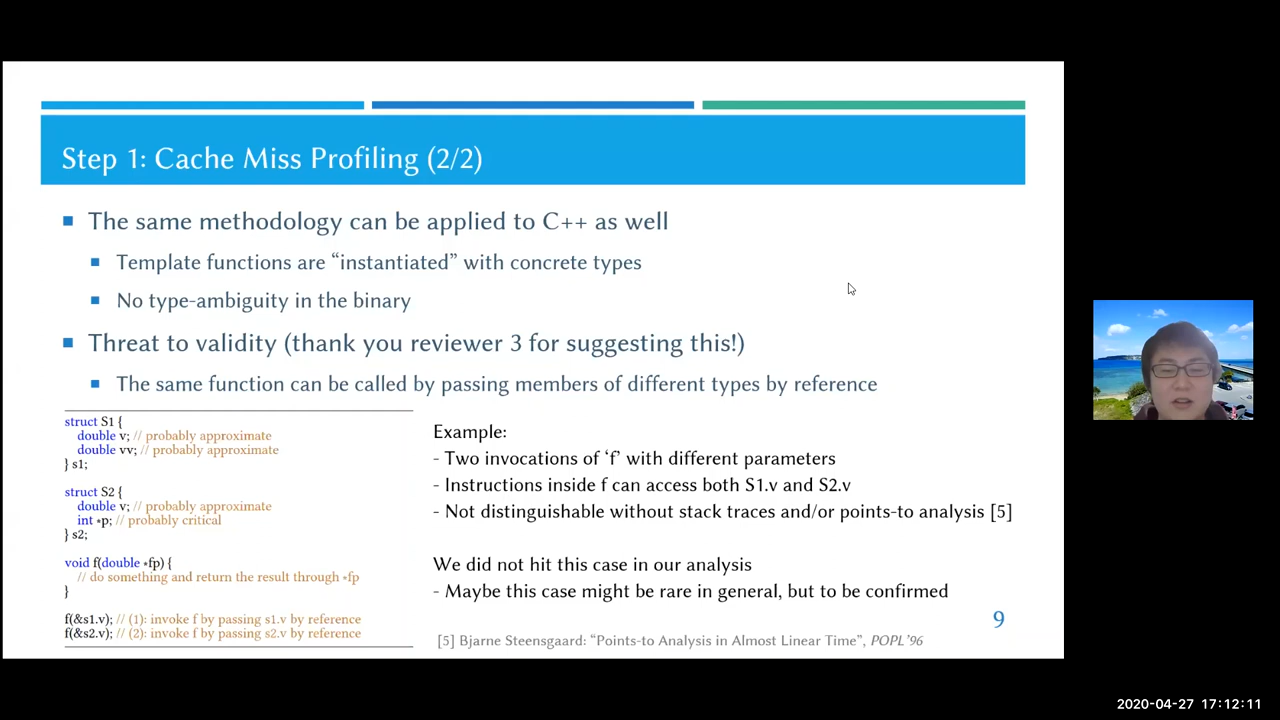 Step 1: Cache Miss Profiling (2/2)
The same methodology can be applied to C++ as well
Template functions are “instantiated” with concrete types
No type-ambiguity in the binary
Threat to validity (thank you reviewer 3 for suggesting this!)
The same function can be called by passing members of different types by reference
struct S1 {
double v; // probably approximate
double vv; // probably approximate
} s1;
struct S2 {
double v; // probably approximate
int *p; // probably critical
} s2;
void f(double *fp) {
// do something and return the result through *fp
}
f(&s1.v); // (1): invoke f by passing s1.v by reference
f(&s2.v); // (2): invoke f by passing s2.v by reference
Example:
- Two invocations of ‘f’ with different parameters
- Instructions inside f can access both S1.v and S2.v
- Not distinguishable without stack traces and/or points-to analysis [5]
We did not hit this case in our analysis
- Maybe this case might be rare in general, but to be confirmed
9
[5] Bjarne Steensgaard: “Points-to Analysis in Almost Linear Time”, POPL’96
2020-04-27 17:12:11